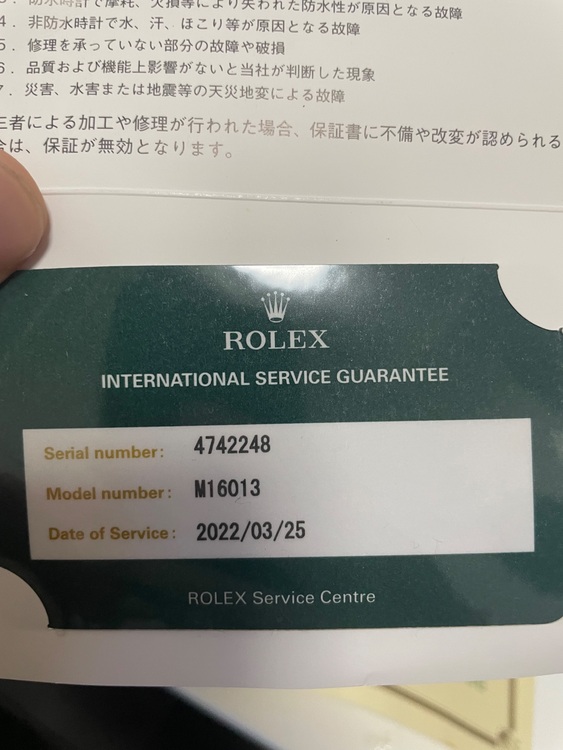 4. 非防水時計で水、汗、ほこり等が原因となる故障
5. 修理を承っていない部分の故障や破損
6. 品質および機能上影響がないと当社が判断した現象
7. 災害、水害または地震等の天災地変による故障
三者による加工や修理が行われた場合、保証書に不備や改変が認められる
は、保証が無効となります。
ROLEX
INTERNATIONAL SERVICE GUARANTEE
Serial number: 4742248
Model number: M16013
Date of Service: 2022/03/25
ROLEX Service Centre